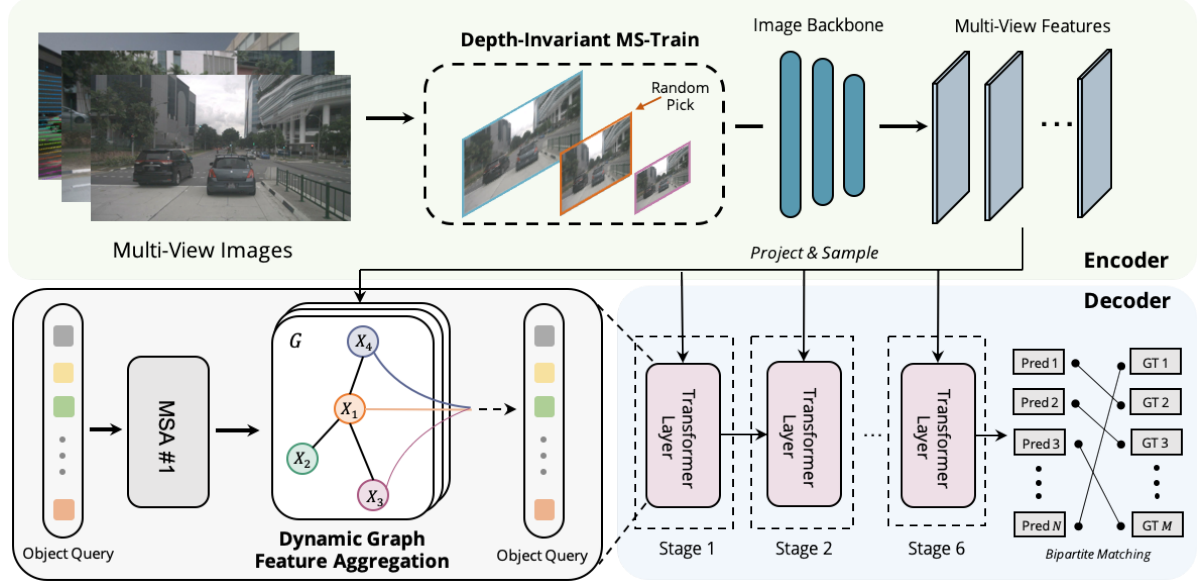 Depth-Invariant MS-Train
Image Backbone
Multi-View Features
Random
Pick
Multi-View Images
Project & Sample
Encoder
Decoder
G
X4
X1
X2
X3
MSA #1
Object Query
Dynamic Graph
Feature Aggregation
Object Query
Transformer
Layer
Transformer
Layer
...
Transformer
Layer
Stage 1
Stage 2
Stage 6
Pred 1
GT 1
Pred 2
GT 2
Pred 3
GT 3
Pred N
GT M
Bipartite Matching